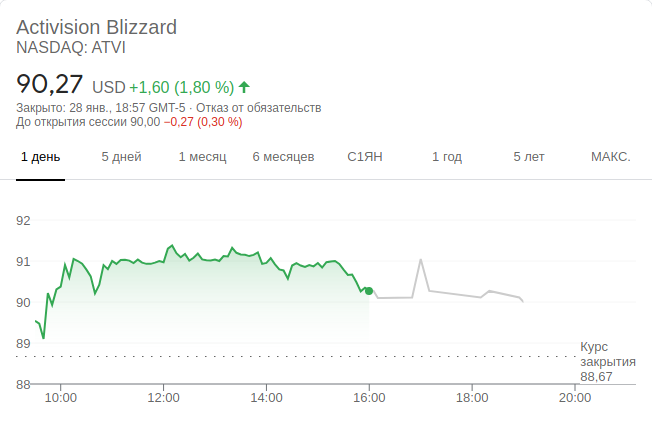 Activision Blizzard
NASDAQ: ATVI
90,27 USD +1,60 (1,80 %)
Закрыто: 28 янв., 18:57 GMT-5 · Отказ от обязательств
До открытия сессии 90,00 −0,27 (0,30 %)
1 день 5 дней 1 месяц 6 месяцев С1ЯН 1 год 5 лет МАКС.
92
91
90
89
Курс
закрытия
88,67
88
10:00 12:00 14:00 16:00 18:00 20:00